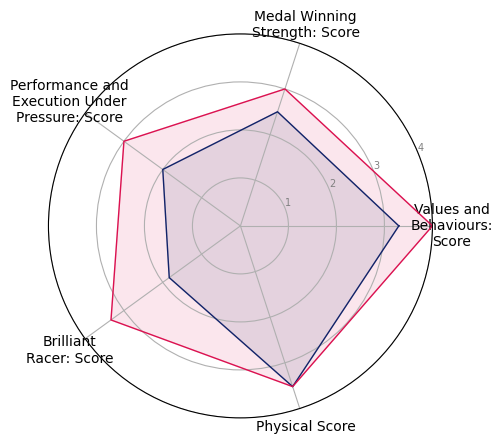 Medal Winning
Strength: Score
Performance and
Execution Under
Pressure: Score
4
3
2
1
Values and
Behaviours:
Score
Brilliant
Racer: Score
Physical Score